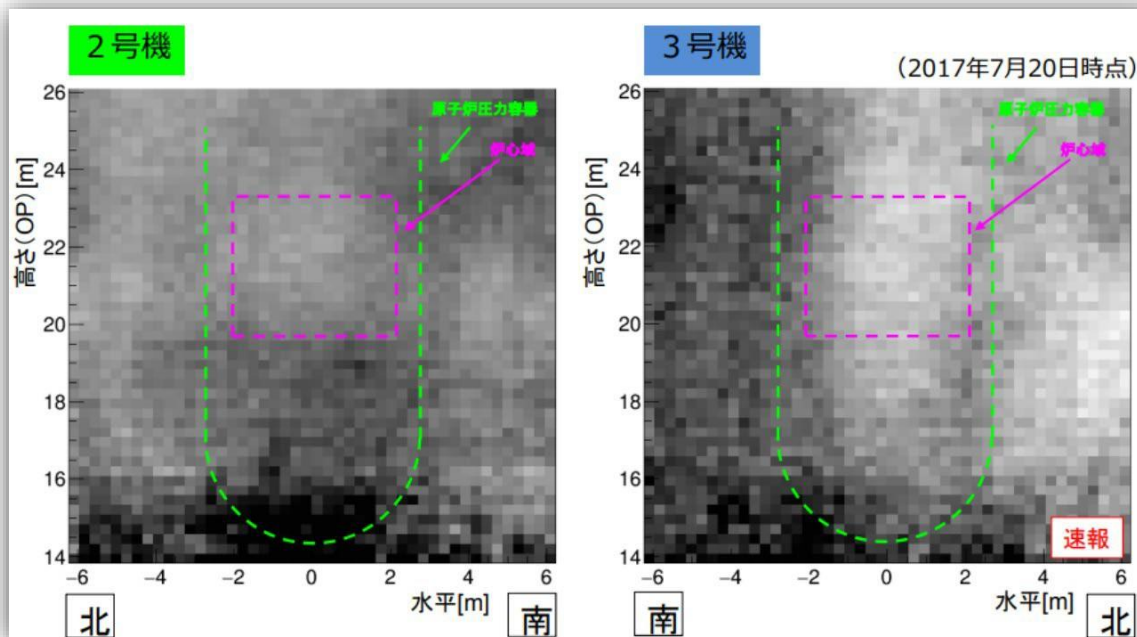 2号機
3号機
(2017年7月20日時点)
26
24
22
20
18
16
14
高さ(OP)[m]
原子炉圧力容器
炉心域
−6
−4
−2
0
2
4
6
水平[m]
北
南
26
24
22
20
18
16
14
高さ(OP)[m]
原子炉圧力容器
炉心域
速報
−6
−4
−2
0
2
4
6
水平[m]
南
北